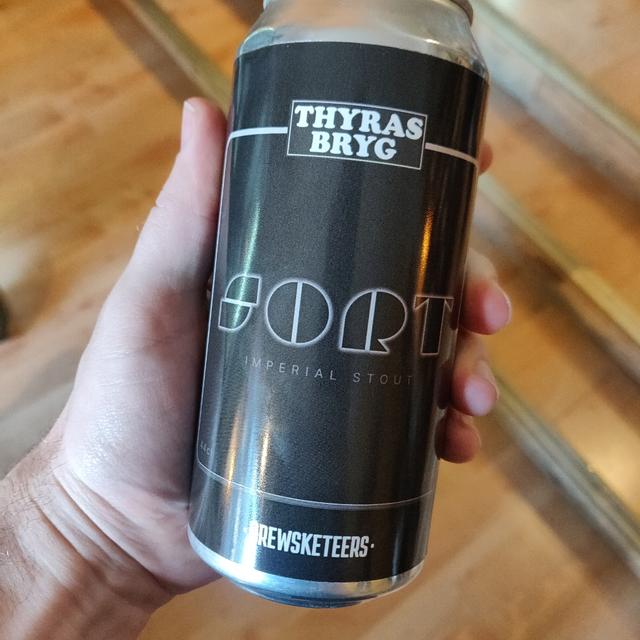 THYRAS
BRYG
SORT
IMPERIAL STOUT
BREWSKETEERS